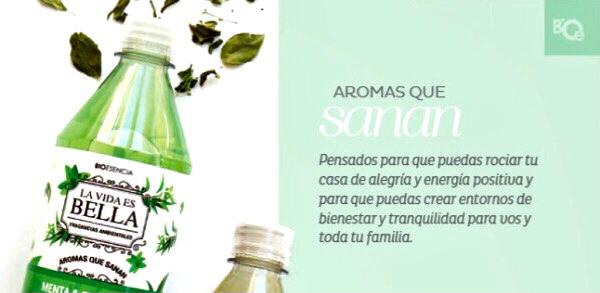 BIOESENCIA
LA VIDA ES
BELLA
FRAGANCIAS AMBIENTALES
AROMAS QUE SANAN
MENTA &
AROMAS QUE
sanan
Pensados para que puedas rociar tu
casa de alegría y energía positiva y
para que puedas crear entornos de
bienestar y tranquilidad para vos y
toda tu familia.